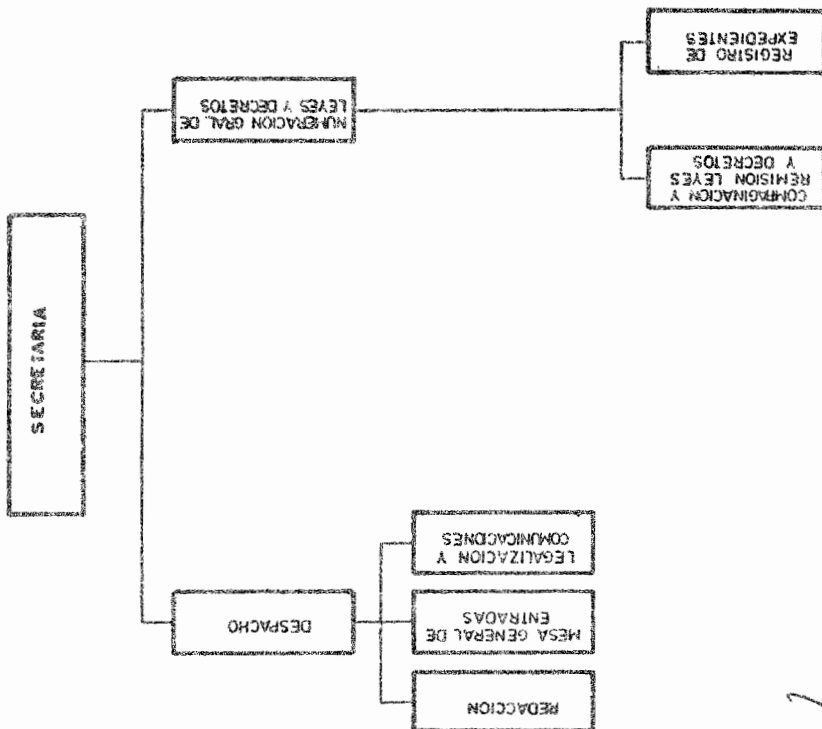 SECRETARIA
DESPACHO
REDACCION
MESA GENERAL DE
ENTRADAS
LEGALIZACION Y
COMUNICACIONES
NUMERACION GRAL. DE
LEYES Y DECRETOS
COMPAGINACION Y
REMISION LEYES
Y DECRETOS
REGISTRO DE
EXPEDIENTES